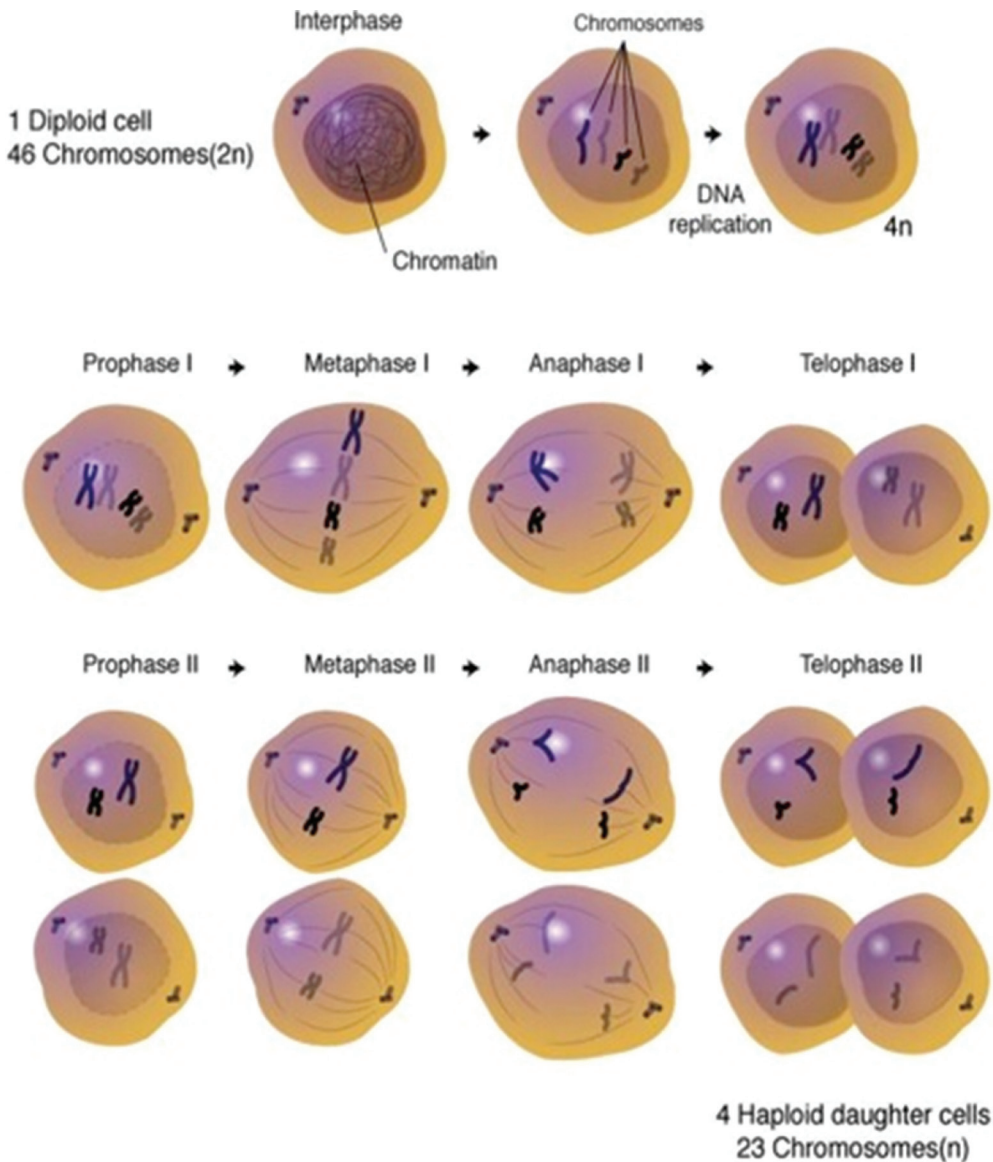 Interphase
Chromosomes
1 Diploid cell
46 Chromosomes(2n)
DNA
replication
4n
Chromatin
Prophase I
Metaphase I
Anaphase I
Telophase I
Prophase II
Metaphase II
Anaphase II
Telophase II
4 Haploid daughter cells
23 Chromosomes(n)